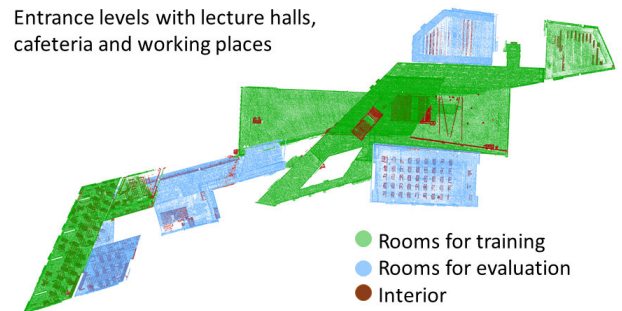 Entrance levels with lecture halls,
cafeteria and working places
Rooms for training
Rooms for evaluation
Interior